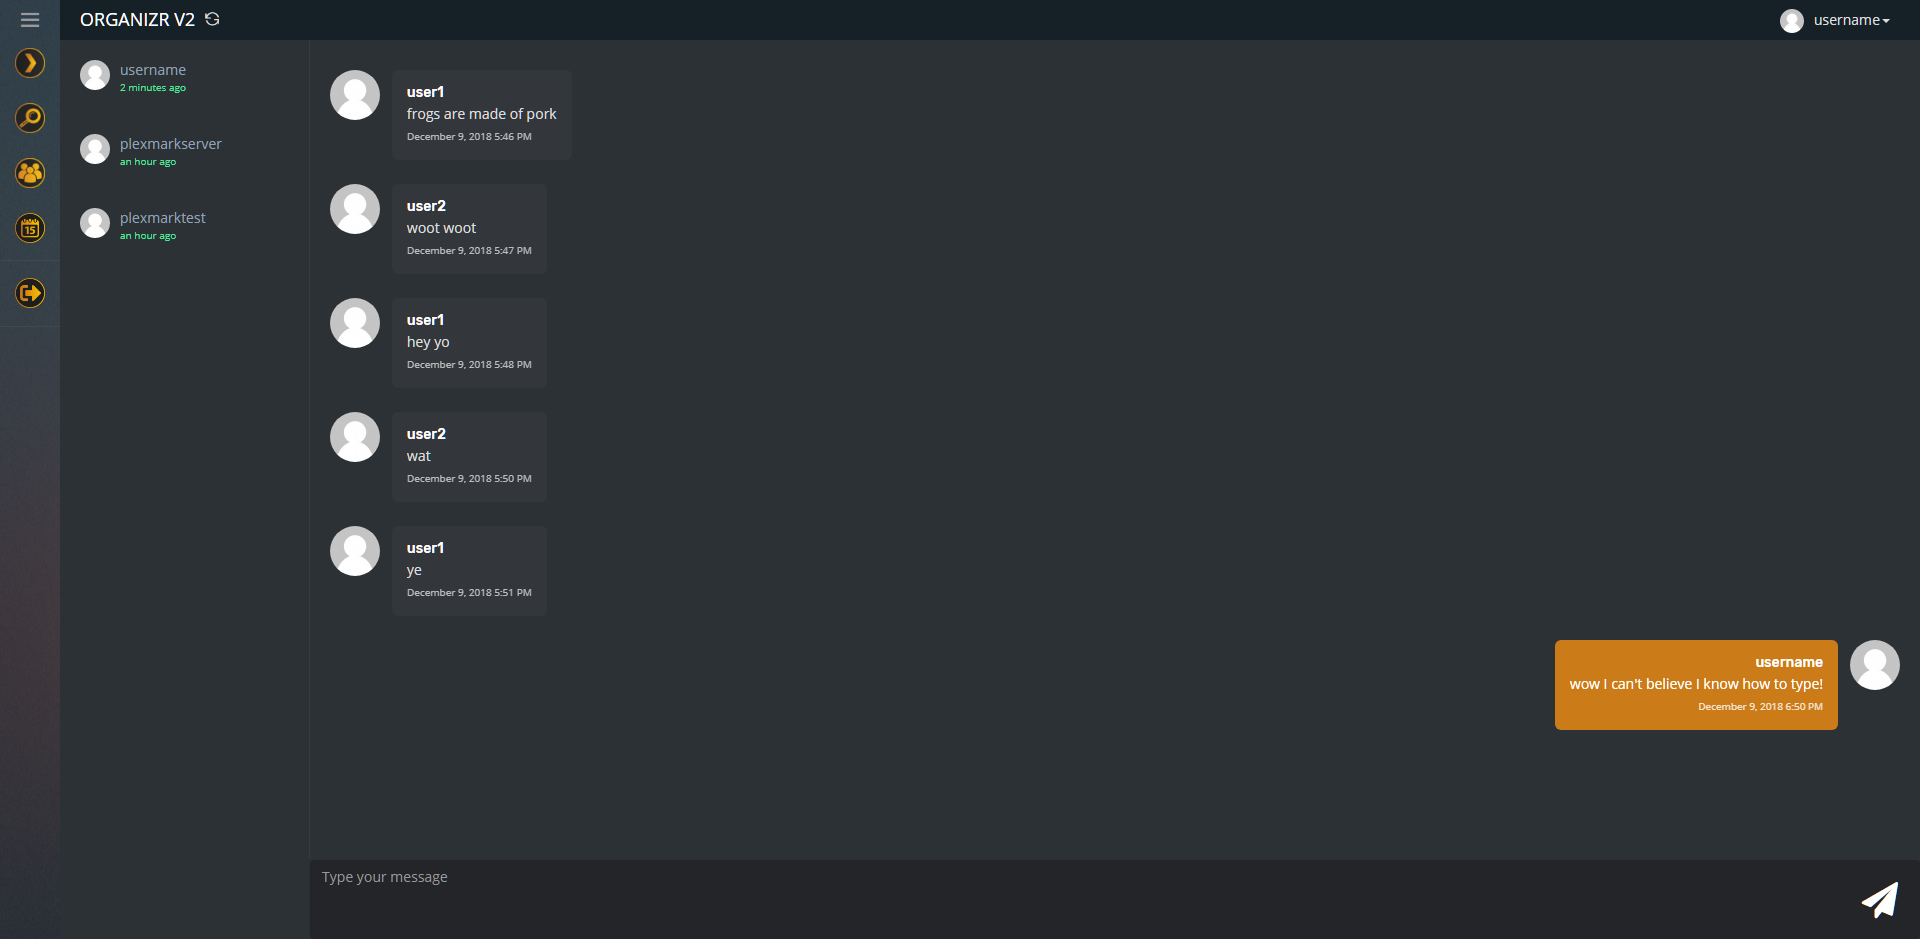 ORGANIZR V2
username
username
2 minutes ago
plexmarkserver
an hour ago
plexmarktest
an hour ago
15
user1
frogs are made of pork
December 9, 2018 5:46 PM
user2
woot woot
December 9, 2018 5:47 PM
user1
hey yo
December 9, 2018 5:48 PM
user2
wat
December 9, 2018 5:50 PM
user1
ye
December 9, 2018 5:51 PM
username
wow I can't believe I know how to type!
December 9, 2018 6:50 PM
Type your message